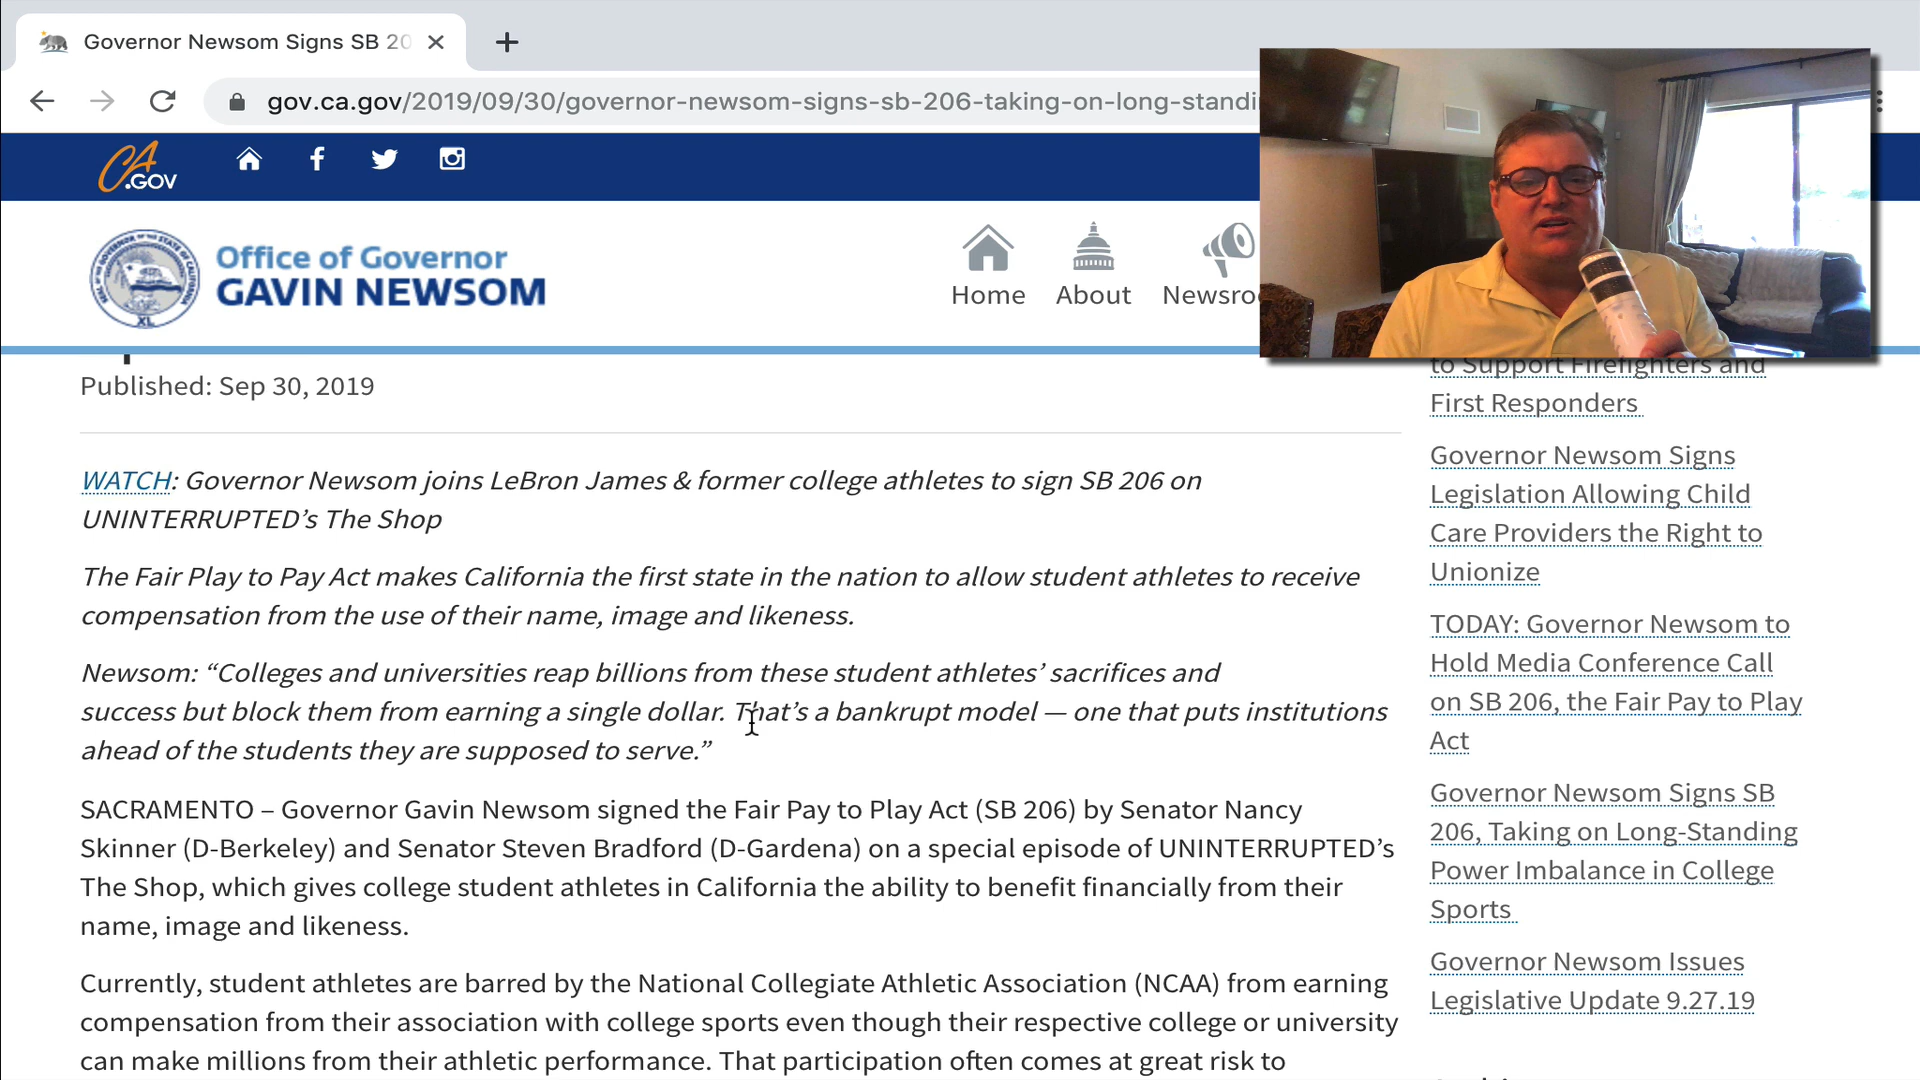 Governor Newsom Signs SB 20
gov.ca.gov/2019/09/30/governor-newsom-signs-sb-206-taking-on-long-standi
CA
.GOV
Office of Governor
GAVIN NEWSOM
XL
Home About Newsroo
Published: Sep 30, 2019
WATCH: Governor Newsom joins LeBron James & former college athletes to sign SB 206 on
UNINTERRUPTED’s The Shop
The Fair Play to Pay Act makes California the first state in the nation to allow student athletes to receive
compensation from the use of their name, image and likeness.
Newsom: “Colleges and universities reap billions from these student athletes’ sacrifices and
success but block them from earning a single dollar. That’s a bankrupt model — one that puts institutions
ahead of the students they are supposed to serve.”
SACRAMENTO – Governor Gavin Newsom signed the Fair Pay to Play Act (SB 206) by Senator Nancy
Skinner (D-Berkeley) and Senator Steven Bradford (D-Gardena) on a special episode of UNINTERRUPTED’s
The Shop, which gives college student athletes in California the ability to benefit financially from their
name, image and likeness.
Currently, student athletes are barred by the National Collegiate Athletic Association (NCAA) from earning
compensation from their association with college sports even though their respective college or university
can make millions from their athletic performance. That participation often comes at great risk to
to Support Firefighters and
First Responders
Governor Newsom Signs
Legislation Allowing Child
Care Providers the Right to
Unionize
TODAY: Governor Newsom to
Hold Media Conference Call
on SB 206, the Fair Pay to Play
Act
Governor Newsom Signs SB
206, Taking on Long-Standing
Power Imbalance in College
Sports
Governor Newsom Issues
Legislative Update 9.27.19